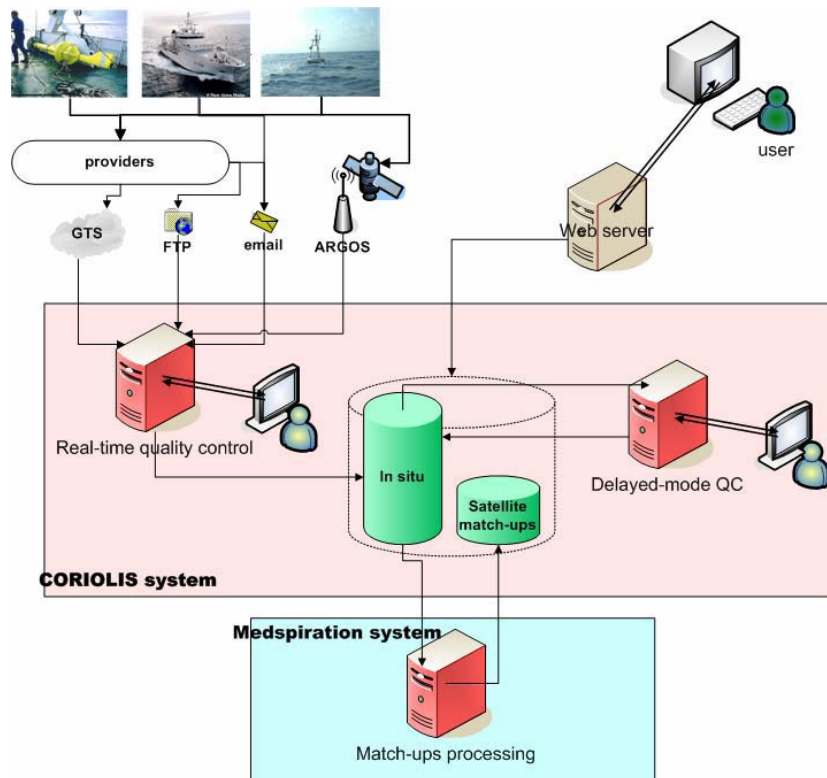 providers
user
GTS
FTP
email
ARGOS
Web server
Real-time quality control
In situ
Satellite
match-ups
Delayed-mode QC
CORIOLIS system
Medspiration system
Match-ups processing